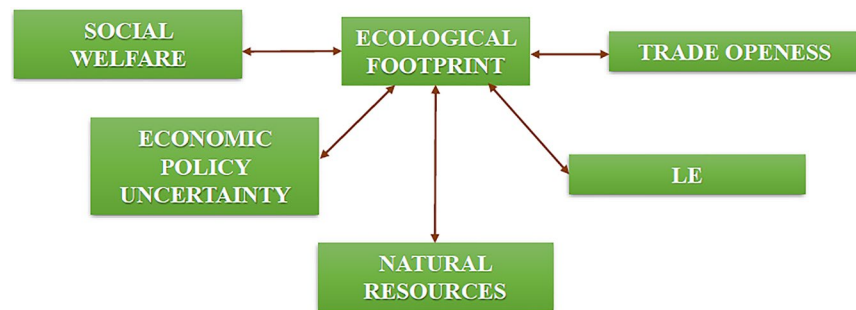 SOCIAL
WELFARE
ECOLOGICAL
FOOTPRINT
TRADE OPENESS
ECONOMIC
POLICY
UNCERTAINTY
LE
NATURAL
RESOURCES